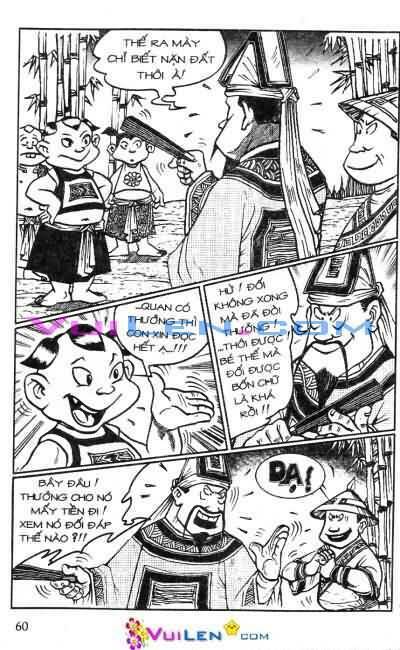 THẾ RA MÀY
CHỈ BIẾT NẶN ĐẤT
THÔI À!
HỪ! ĐỐI
KHÔNG XONG
MÀ ĐÃ ĐÒI
THƯỞNG!
THÔI ĐƯỢC
BÉ THẾ MÀ
ĐỐI ĐƯỢC
BỐN CHỮ
LÀ KHÁ
RỒI!!
...QUAN CÓ
THƯỞNG THÌ
CON XIN ĐỌC
HẾT Ạ...!!!
VUILEN.COM
BÂY ĐÂU!
THƯỞNG CHO NÓ
MẤY TIỀN ĐI!
XEM NÓ ĐỐI ĐÁP
THẾ NÀO?!!
DẠ!
60
VUILEN COM